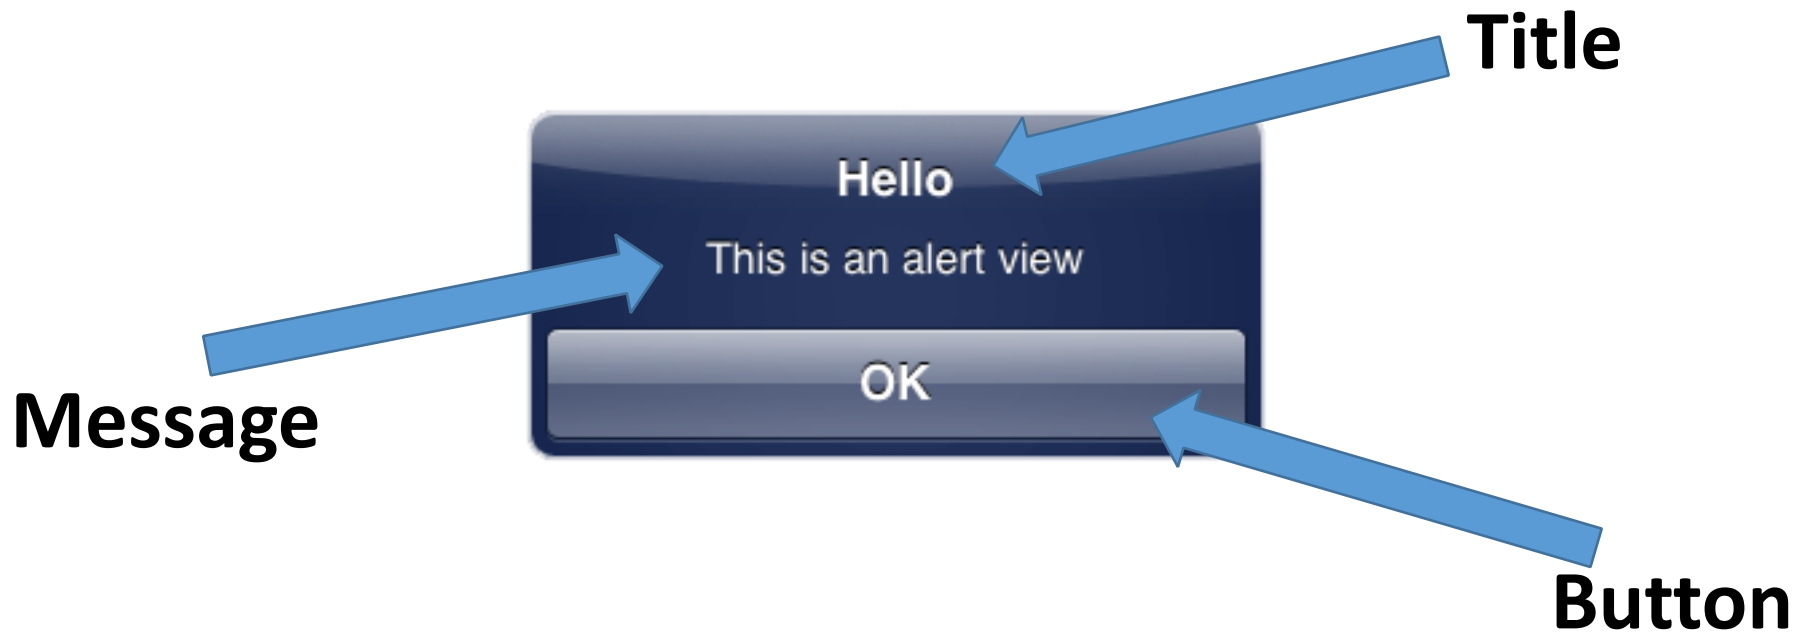 Title
Hello
This is an alert view
OK
Message
Button